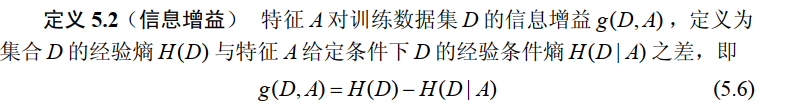 定义 5.2（信息增益） 特征 A 对训练数据集 D 的信息增益 g(D, A)，定义为
集合 D 的经验熵 H(D) 与特征 A 给定条件下 D 的经验条件熵 H(D | A) 之差，即
g(D, A) = H(D) − H(D | A) (5.6)